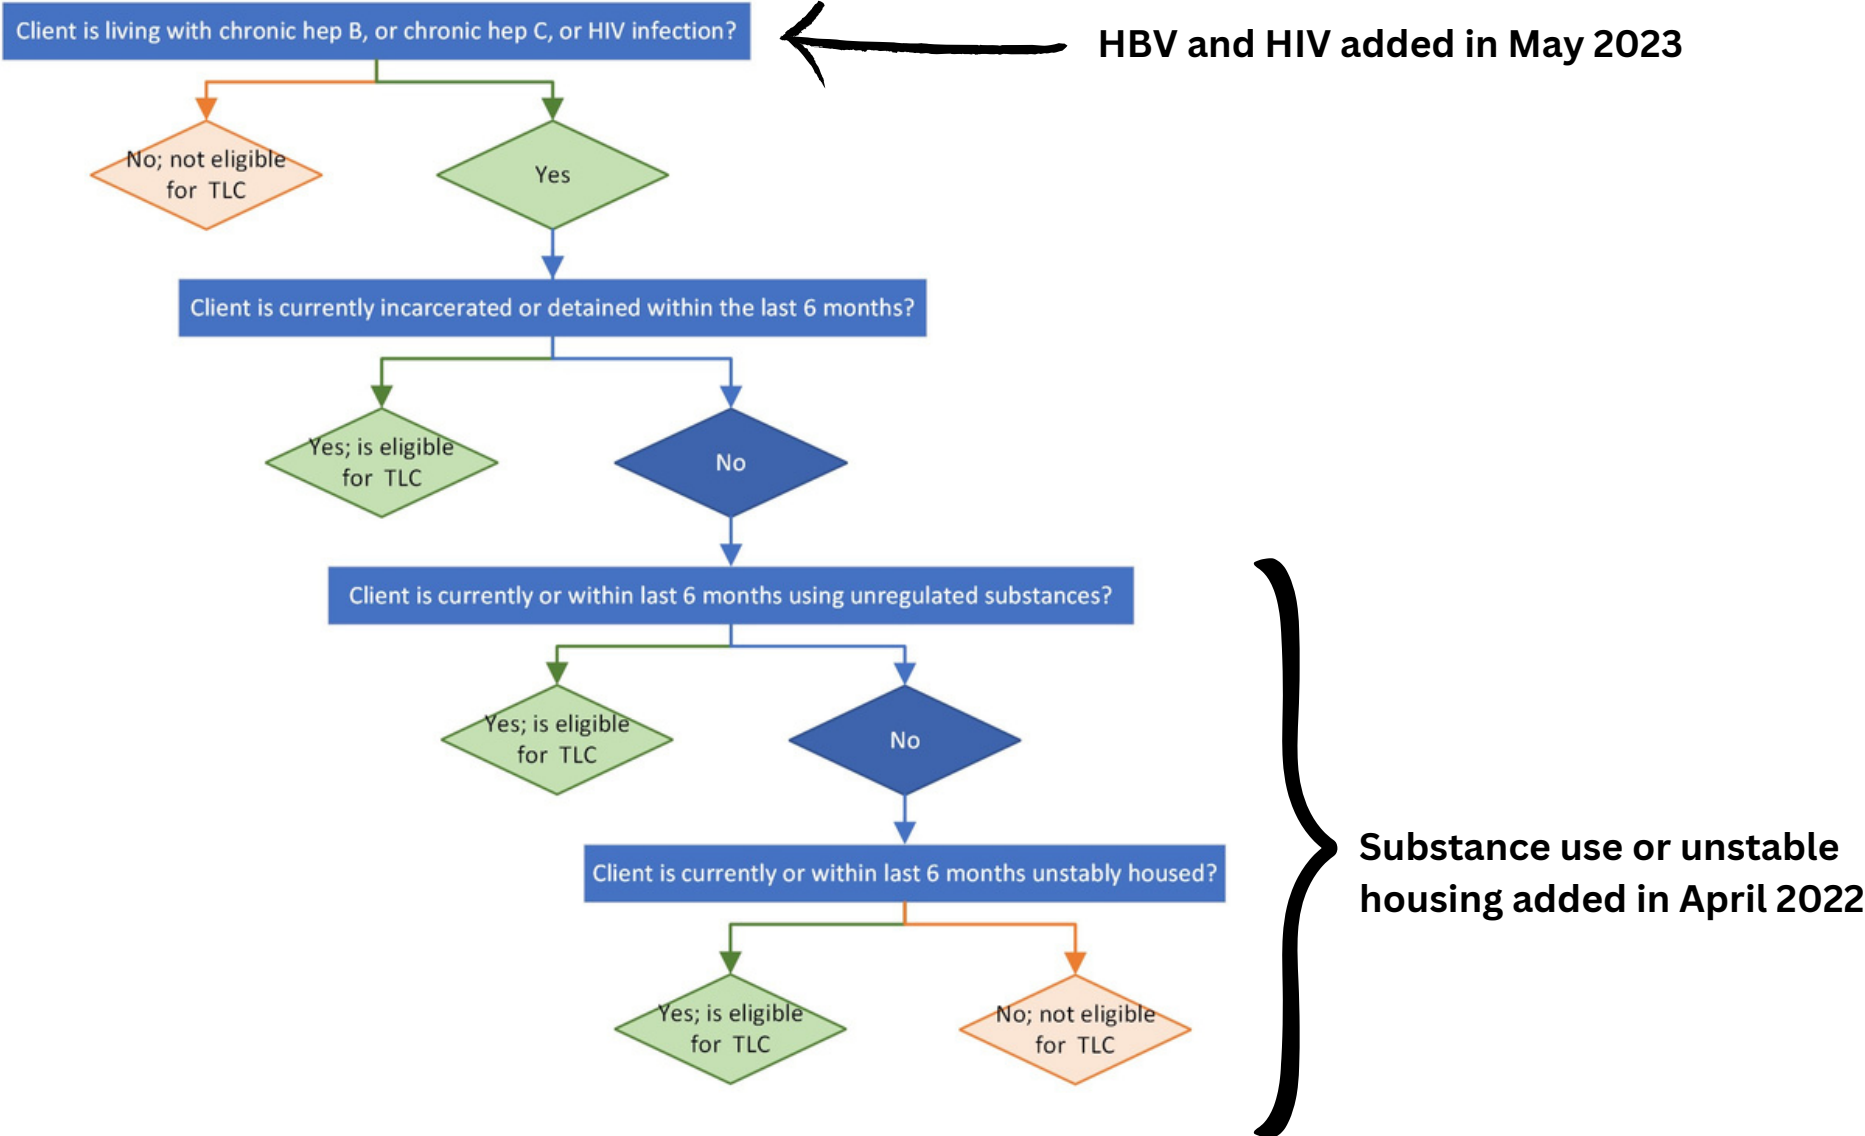 Client is living with chronic hep B, or chronic hep C, or HIV infection?
HBV and HIV added in May 2023
No; not eligible
for TLC
Yes
Client is currently incarcerated or detained within the last 6 months?
Yes; is eligible
for TLC
No
Client is currently or within last 6 months using unregulated substances?
Yes; is eligible
for TLC
No
Client is currently or within last 6 months unstably housed?
Substance use or unstable
housing added in April 2022
Yes; is eligible
for TLC
No; not eligible
for TLC